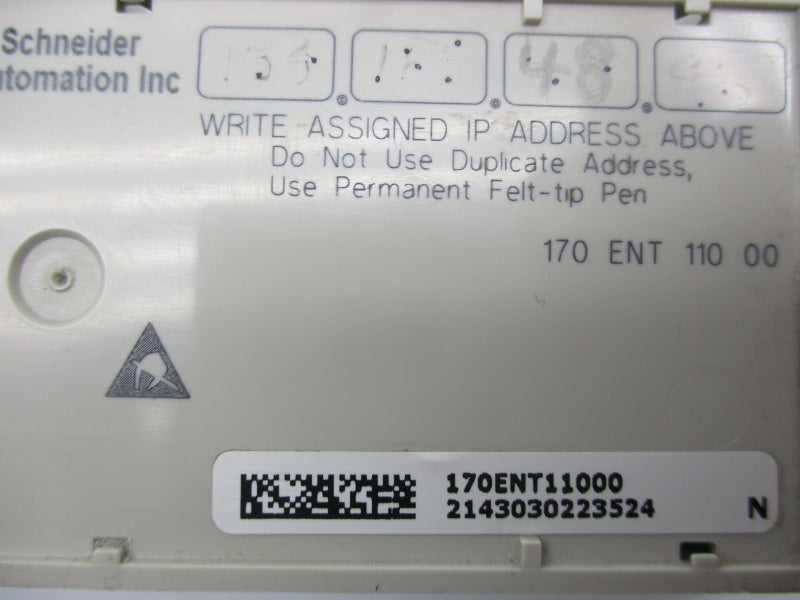 Schneider
Automation Inc
48
WRITE ASSIGNED IP ADDRESS ABOVE
Do Not Use Duplicate Address,
Use Permanent Felt-tip Pen
170 ENT 110 00
170ENT11000
2143030223524
N